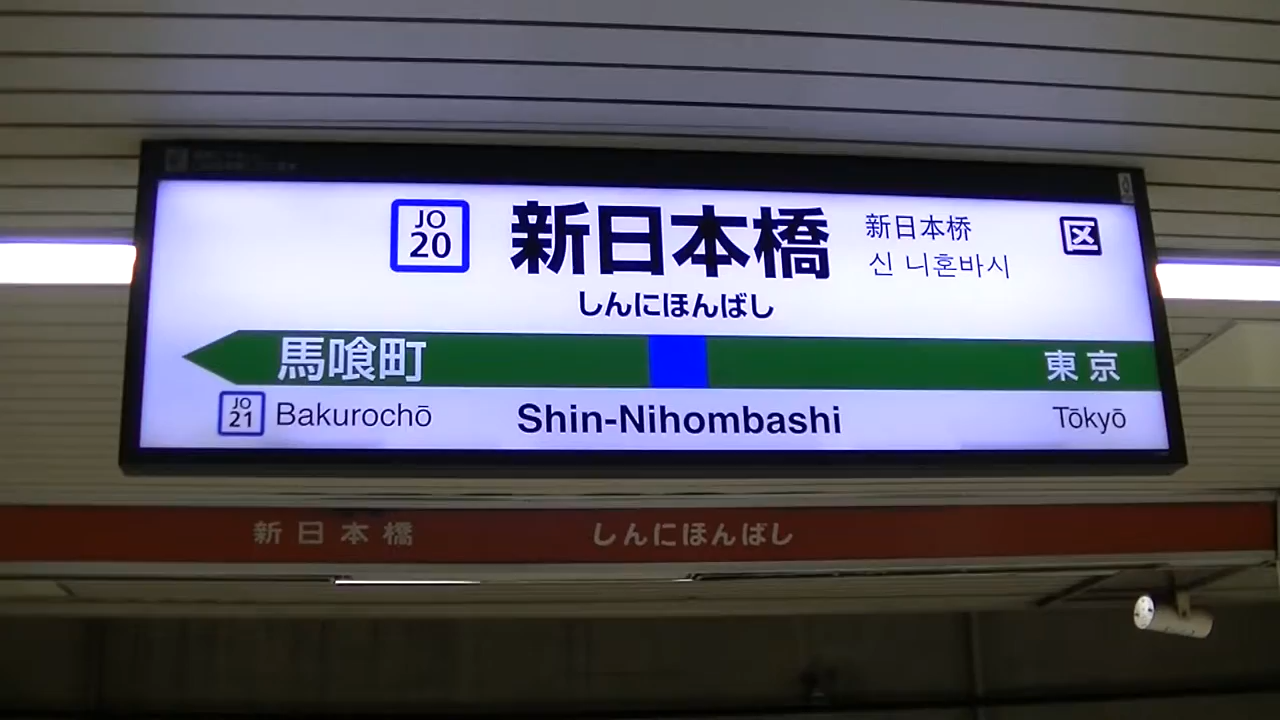 JO
20
新日本橋
新日本桥
신 니혼바시
区
しんにほんばし
馬喰町
東京
JO
21
Bakurochō
Shin-Nihombashi
Tōkyō
新日本橋 しんにほんばし